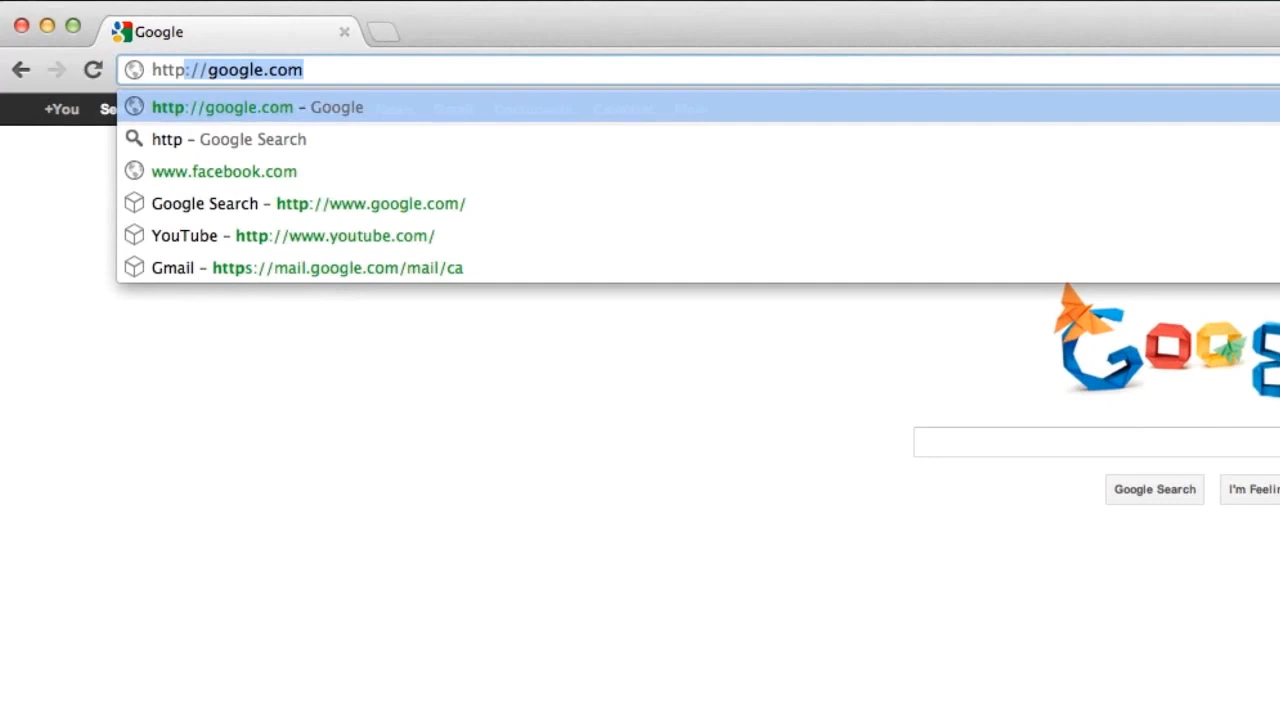 Google
http://google.com
+You Se
http://google.com – Google
http – Google Search
www.facebook.com
Google Search – http://www.google.com/
YouTube – http://www.youtube.com/
Gmail – https://mail.google.com/mail/ca
Goog
Google Search I'm Feelin